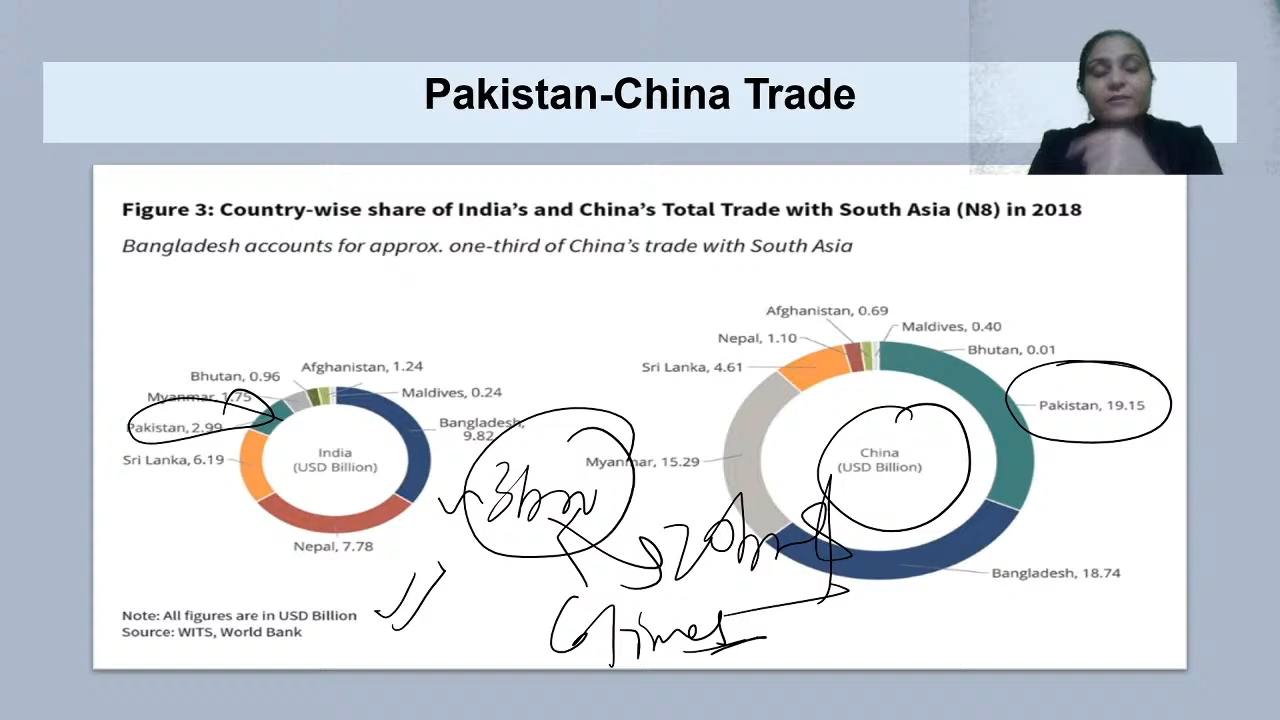 Pakistan-China Trade
Figure 3: Country-wise share of India's and China's Total Trade with South Asia (N8) in 2018
Bangladesh accounts for approx. one-third of China's trade with South Asia
Afghanistan, 1.24
Bhutan, 0.96
Maldives, 0.24
Myanmar, 1.75
Bangladesh,
9.82
Pakistan, 2.99
India
(USD Billion)
Sri Lanka, 6.19
Nepal, 7.78
Afghanistan, 0.69
Maldives, 0.40
Nepal, 1.10
Bhutan, 0.01
Sri Lanka, 4.61
Pakistan, 19.15
China
(USD Billion)
Myanmar, 15.29
Bangladesh, 18.74
Note: All figures are in USD Billion
Source: WITS, World Bank